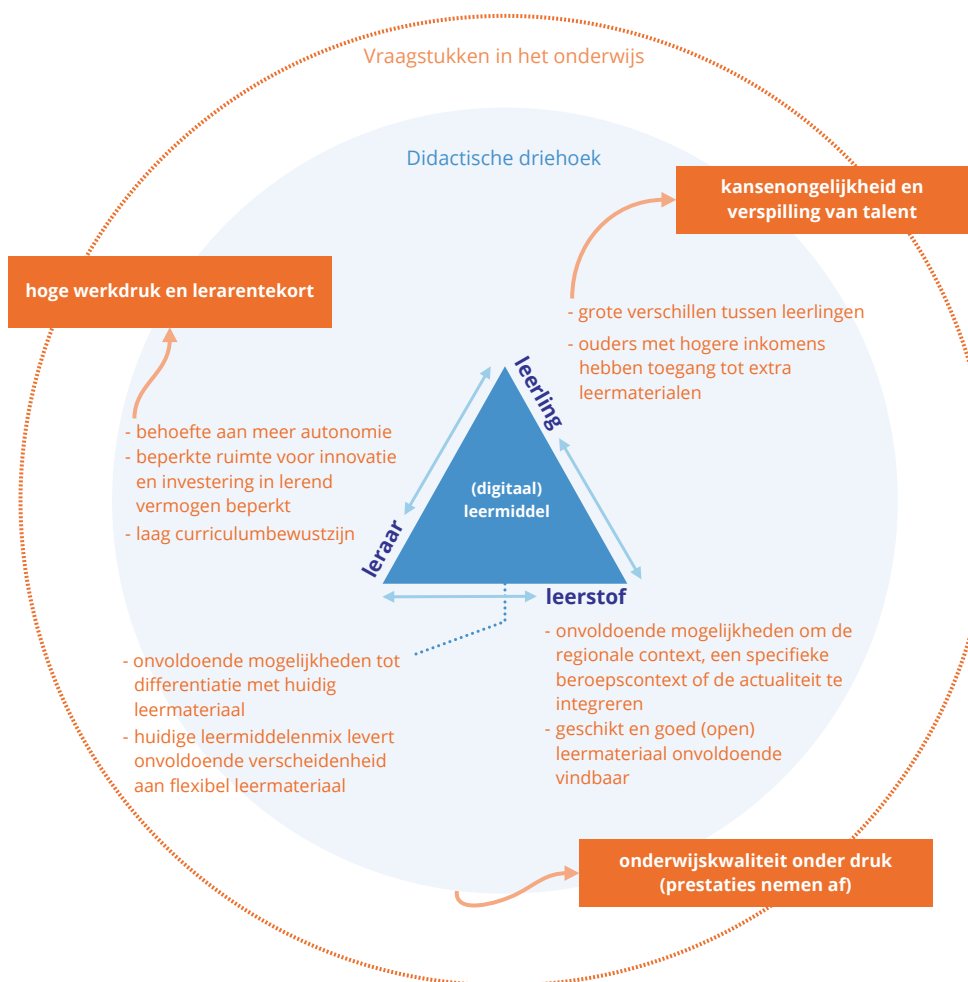 Vraagstukken in het onderwijs
Didactische driehoek
kansenongelijkheid en
verspilling van talent
hoge werkdruk en lerarentekort
- grote verschillen tussen leerlingen
- ouders met hogere inkomens
hebben toegang tot extra
leermaterialen
leerling
- behoefte aan meer autonomie
- beperkte ruimte voor innovatie
en investering in lerend
vermogen beperkt
- laag curriculumbewustzijn
(digitaal)
leermiddel
leraar
leerstof
- onvoldoende mogelijkheden om de
regionale context, een specifieke
beroepscontext of de actualiteit te
integreren
- geschikt en goed (open)
leermateriaal onvoldoende
vindbaar
- onvoldoende mogelijkheden tot
differentiatie met huidig
leermateriaal
- huidige leermiddelenmix levert
onvoldoende verscheidenheid
aan flexibel leermateriaal
onderwijskwaliteit onder druk
(prestaties nemen af)